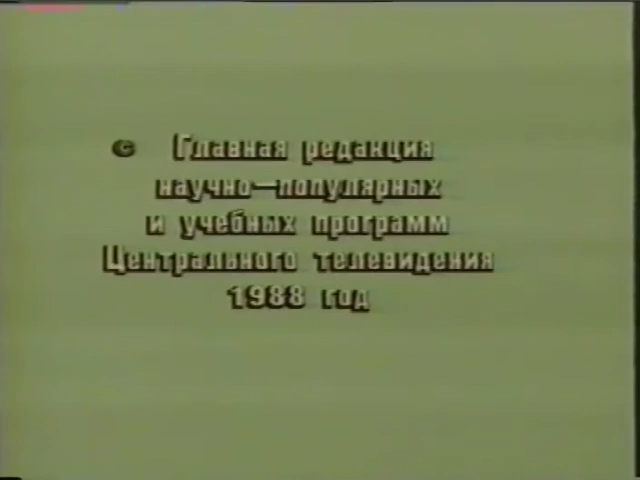 © Главная редакция
научно-популярных
и учебных программ
Центрального телевидения
1988 год